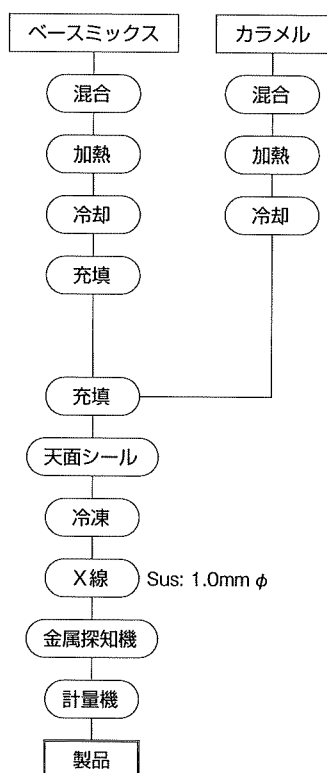 ベースミックス
カラメル
混合
混合
加熱
加熱
冷却
冷却
充填
充填
天面シール
冷凍
X線
Sus: 1.0mm φ
金属探知機
計量機
製品